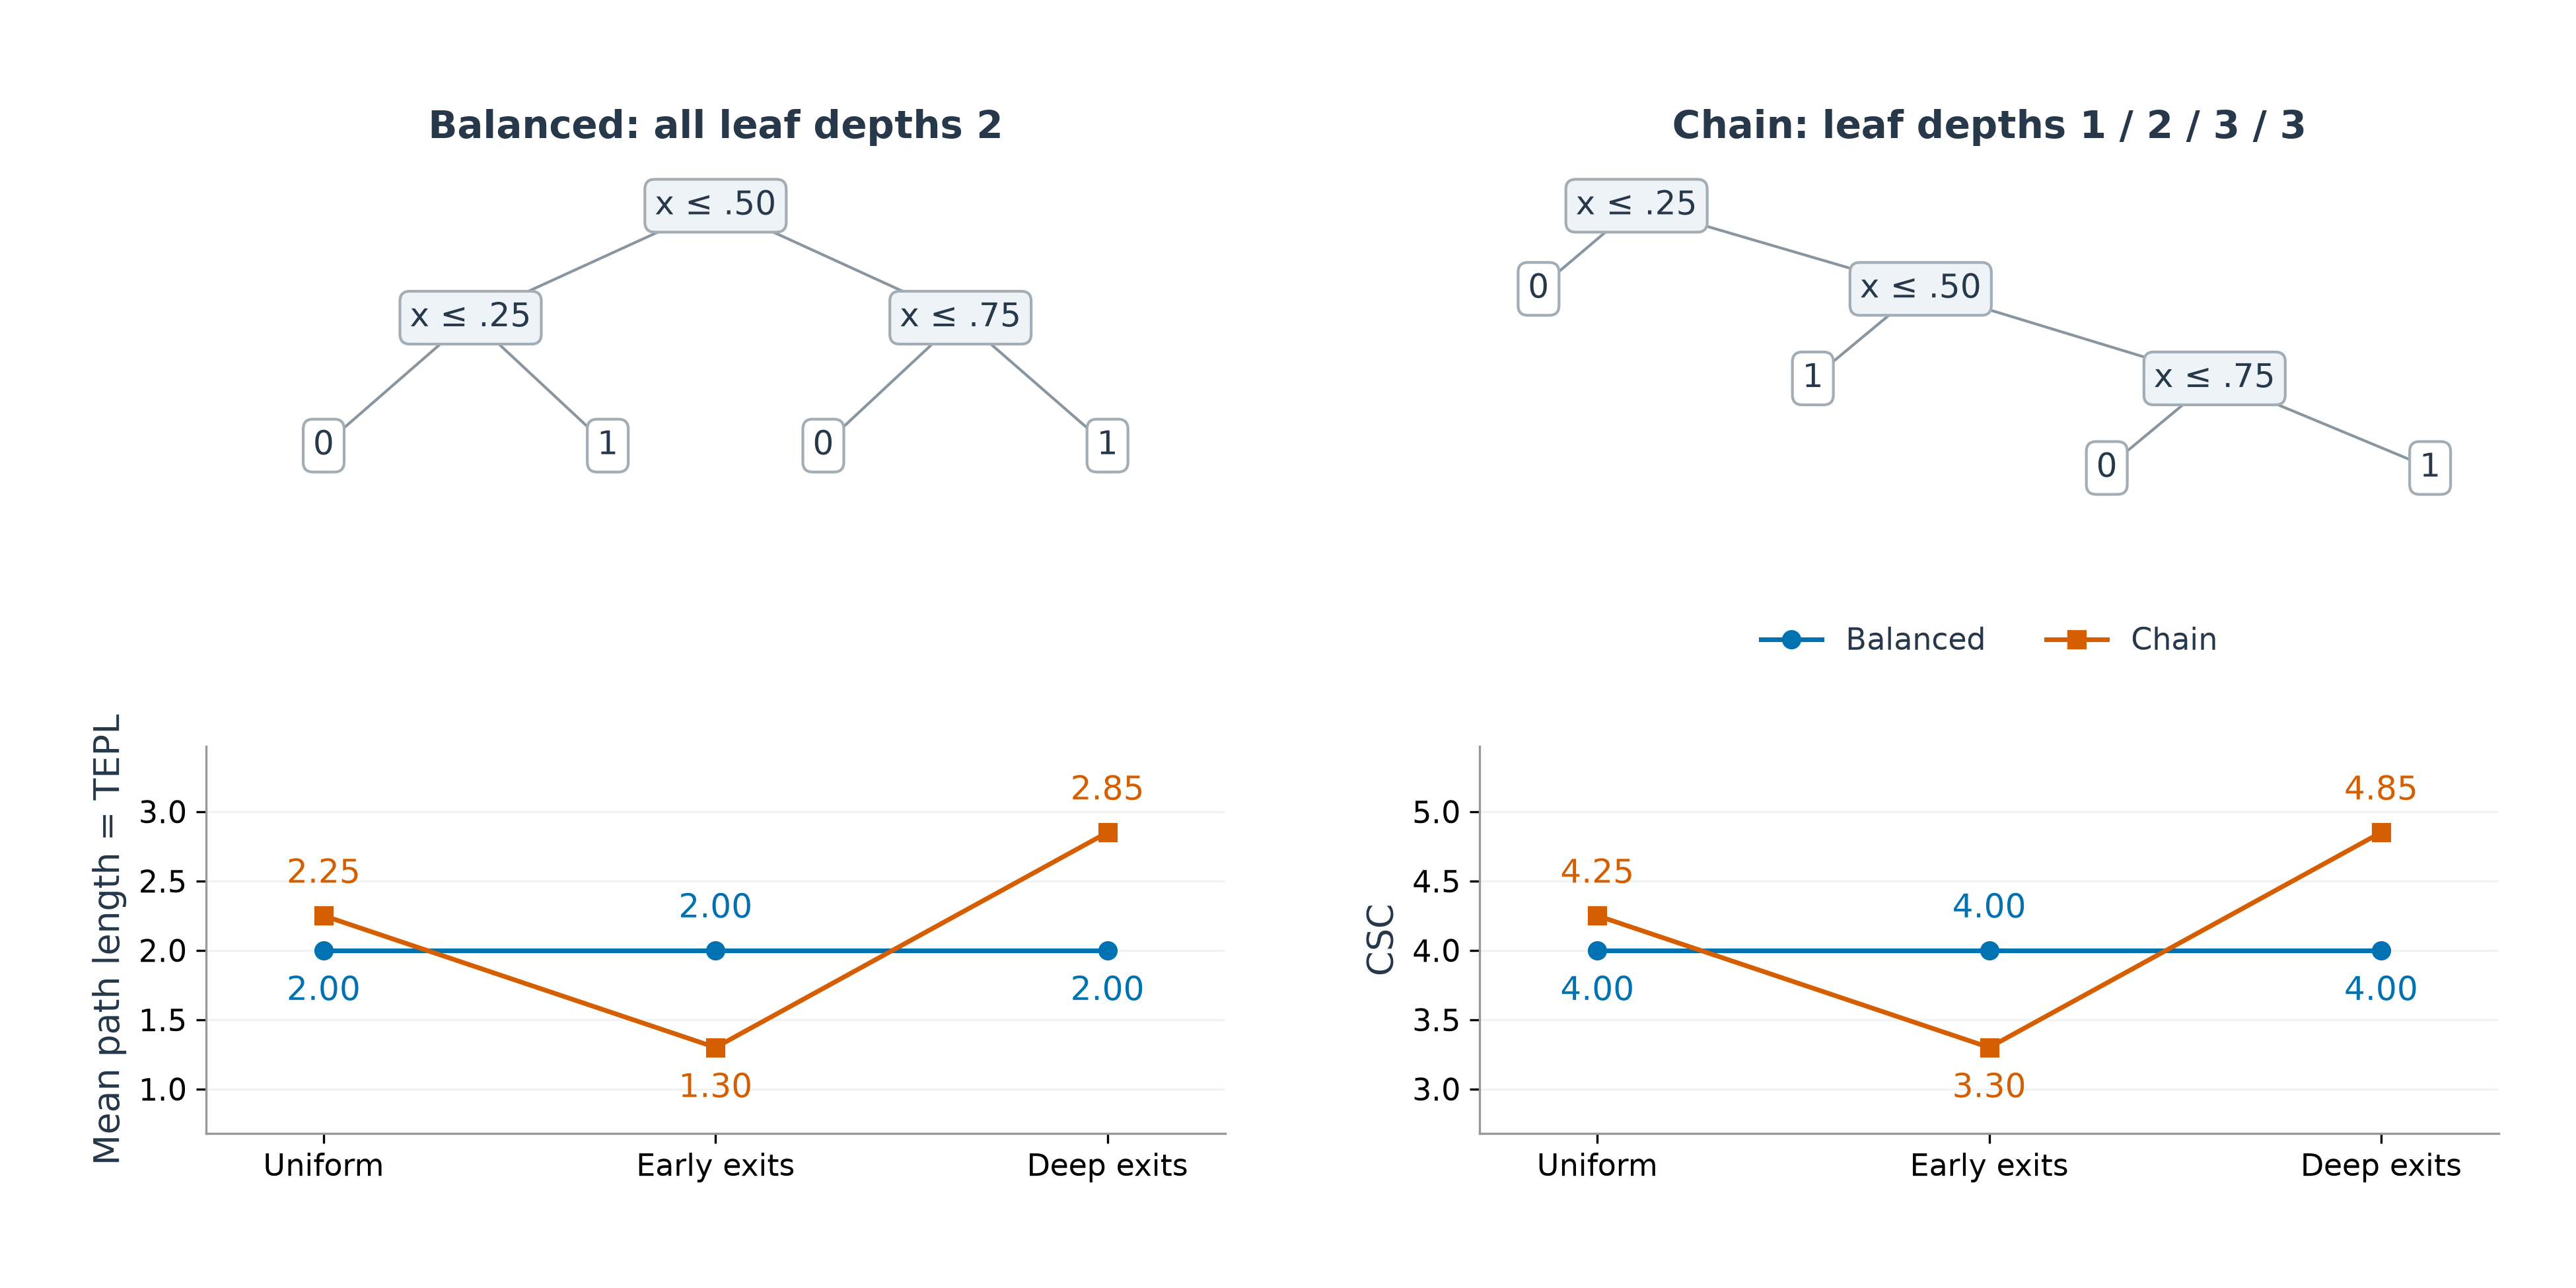 Balanced: all leaf depths 2
x ≤ .50
x ≤ .25
x ≤ .75
0
1
0
1
Chain: leaf depths 1 / 2 / 3 / 3
x ≤ .25
0
x ≤ .50
1
x ≤ .75
0
1
Balanced
Chain
Mean path length = TEPL
3.0
2.5
2.0
1.5
1.0
2.25
2.00
2.00
1.30
2.85
2.00
Uniform
Early exits
Deep exits
CSC
5.0
4.5
4.0
3.5
3.0
4.25
4.00
4.00
3.30
4.85
4.00
Uniform
Early exits
Deep exits